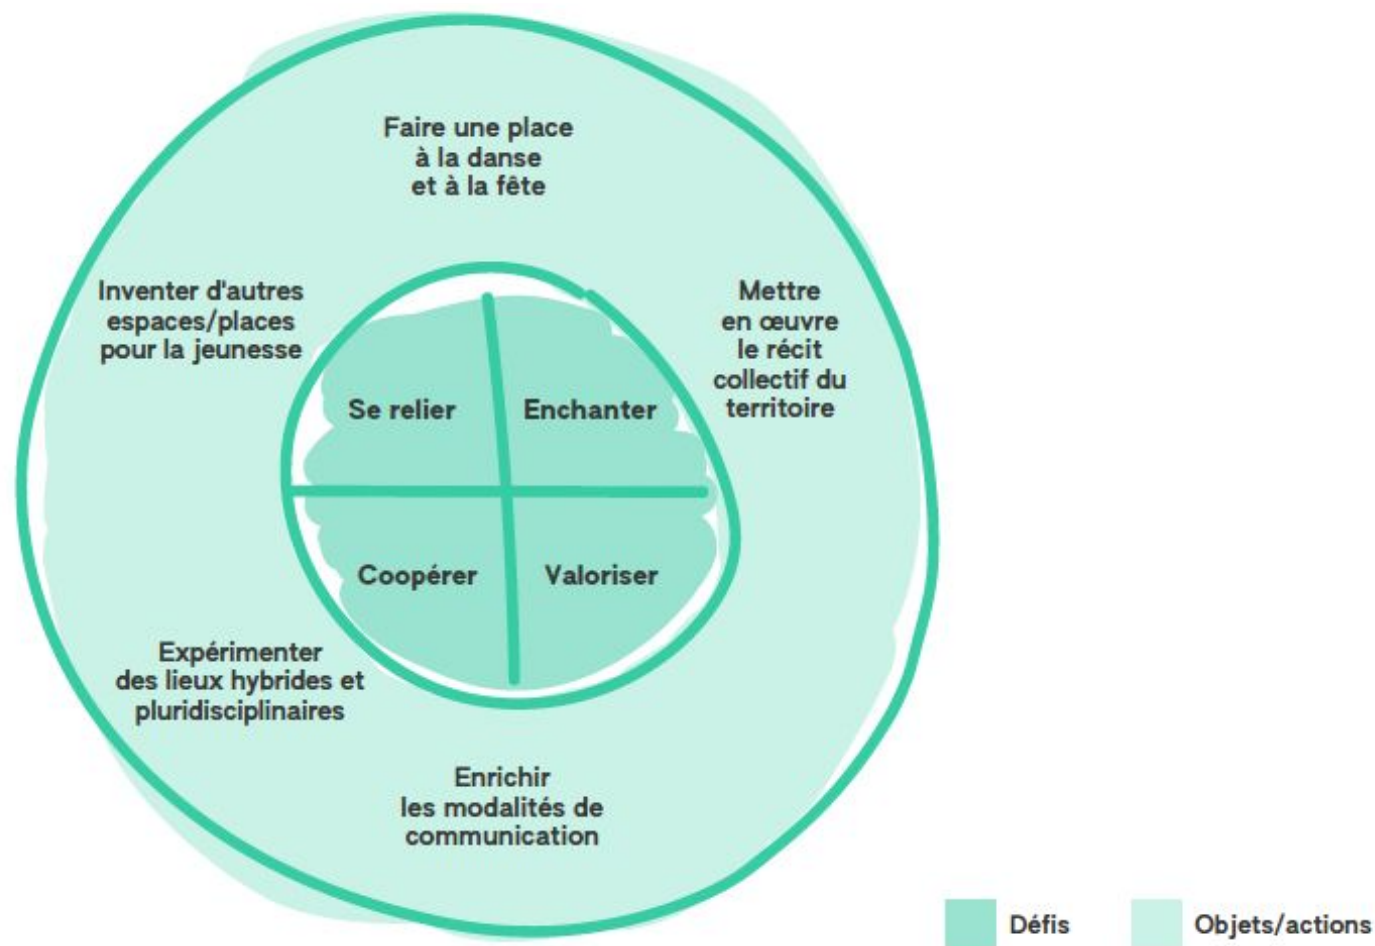 Faire une place
à la danse
et à la fête
Inventer d'autres
espaces/places
pour la jeunesse
Mettre
en œuvre
le récit
collectif du
territoire
Se relier
Enchanter
Coopérer
Valoriser
Expérimenter
des lieux hybrides et
pluridisciplinaires
Enrichir
les modalités de
communication
Défis
Objets/actions